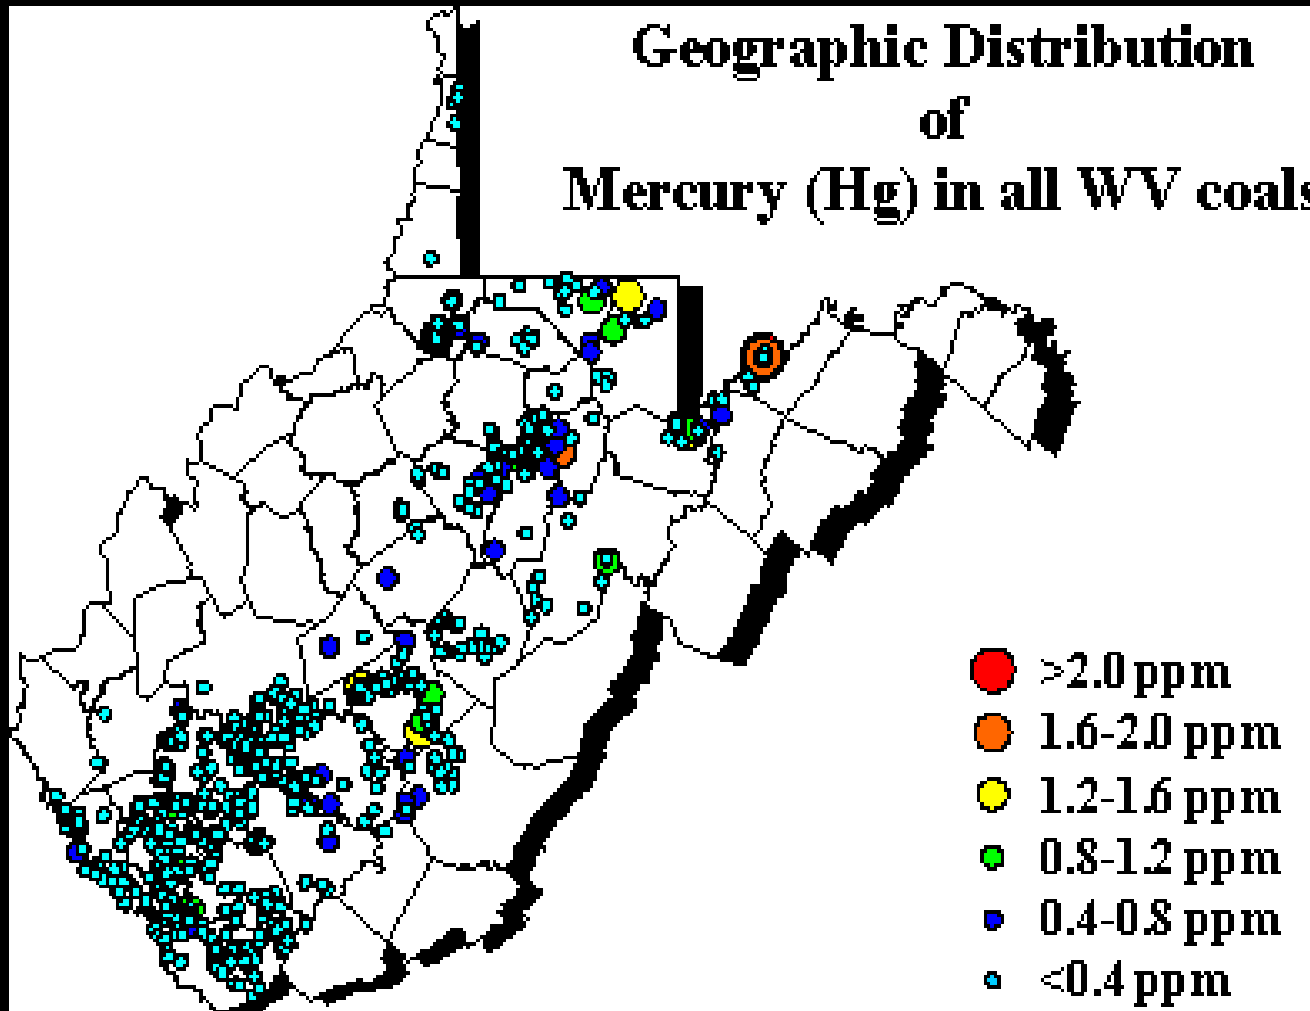 Geographic Distribution
of
Mercury (Hg) in all WV coals
>2.0 ppm
1.6-2.0 ppm
1.2-1.6 ppm
0.8-1.2 ppm
0.4-0.8 ppm
<0.4 ppm